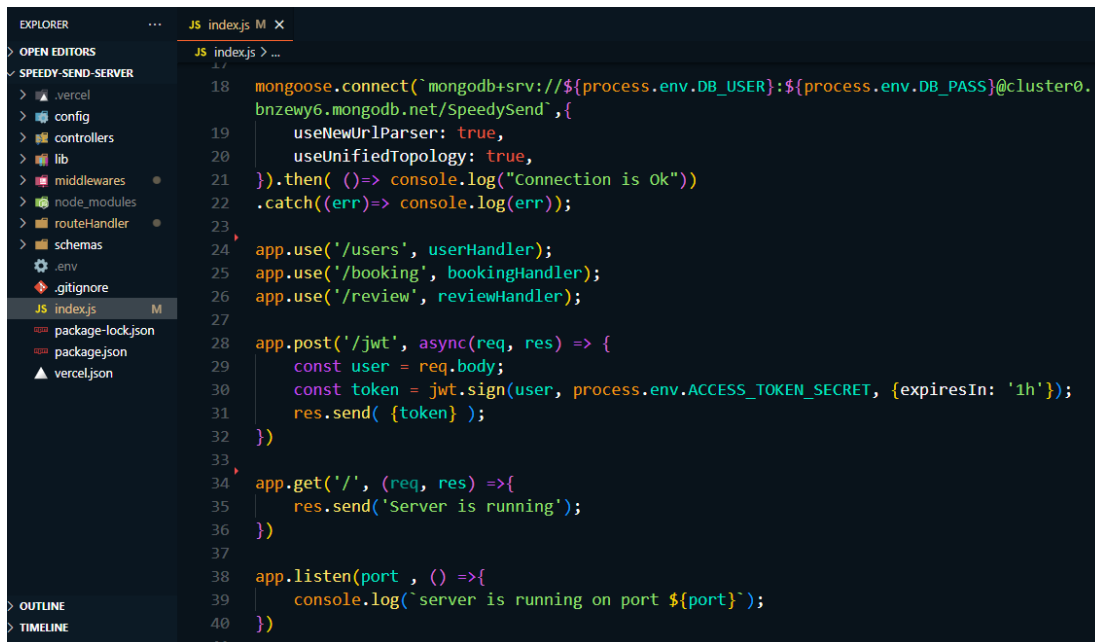 EXPLORER ...
OPEN EDITORS
SPEEDY-SEND-SERVER
.vercel
config
controllers
lib
middlewares
node_modules
routeHandler
schemas
.env
.gitignore
JS index.js M
package-lock.json
package.json
vercel.json
OUTLINE
TIMELINE
JS index.js M ×
JS index.js > ...
17
18 mongoose.connect(`mongodb+srv://${process.env.DB_USER}:${process.env.DB_PASS}@cluster0.
bnzewy6.mongodb.net/SpeedySend`,{
19 useNewUrlParser: true,
20 useUnifiedTopology: true,
21 }).then( ()=> console.log("Connection is Ok"))
22 .catch((err)=> console.log(err));
23
24 app.use('/users', userHandler);
25 app.use('/booking', bookingHandler);
26 app.use('/review', reviewHandler);
27
28 app.post('/jwt', async(req, res) => {
29 const user = req.body;
30 const token = jwt.sign(user, process.env.ACCESS_TOKEN_SECRET, {expiresIn: '1h'});
31 res.send( {token} );
32 })
33
34 app.get('/', (req, res) =>{
35 res.send('Server is running');
36 })
37
38 app.listen(port , () =>{
39 console.log(`server is running on port ${port}`);
40 })